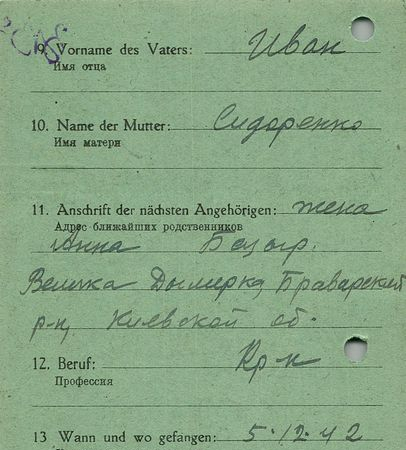 9. Vorname des Vaters: Иван
Имя отца
10. Name der Mutter: Сидоренко
Имя матери
11. Anschrift der nächsten Angehörigen: жена
Адрес ближайших родственников
Анна
Велика Дымерка, Браварский
р-н, Киевской об.
12. Beruf: Кр-н
Профессия
13 Wann und wo gefangen: 5.12.42